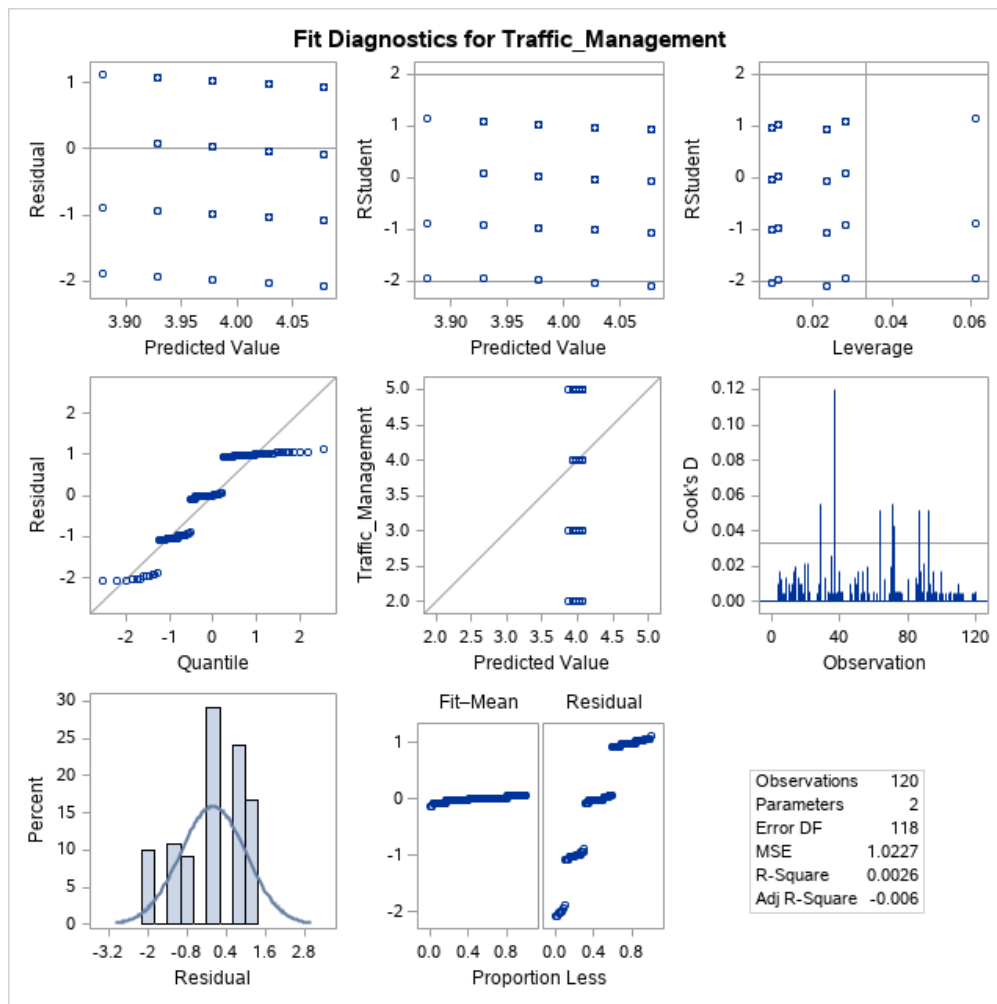 Fit Diagnostics for Traffic_Management
1
0
-1
-2
Residual
3.90 3.95 4.00 4.05
Predicted Value
2
1
0
-1
-2
RStudent
3.90 3.95 4.00 4.05
Predicted Value
2
1
0
-1
-2
RStudent
0.02 0.04 0.06
Leverage
2
1
0
-1
-2
Residual
-2 -1 0 1 2
Quantile
5.0
4.5
4.0
3.5
3.0
2.5
2.0
Traffic_Management
2.0 2.5 3.0 3.5 4.0 4.5 5.0
Predicted Value
0.12
0.10
0.08
0.06
0.04
0.02
0.00
Cook's D
0 40 80 120
Observation
30
25
20
15
10
5
0
Percent
-3.2 -2 -0.8 0.4 1.6 2.8
Residual
Fit–Mean Residual
1
0
-1
-2
0.0 0.4 0.8 0.0 0.4 0.8
Proportion Less
Observations 120
Parameters 2
Error DF 118
MSE 1.0227
R-Square 0.0026
Adj R-Square -0.006